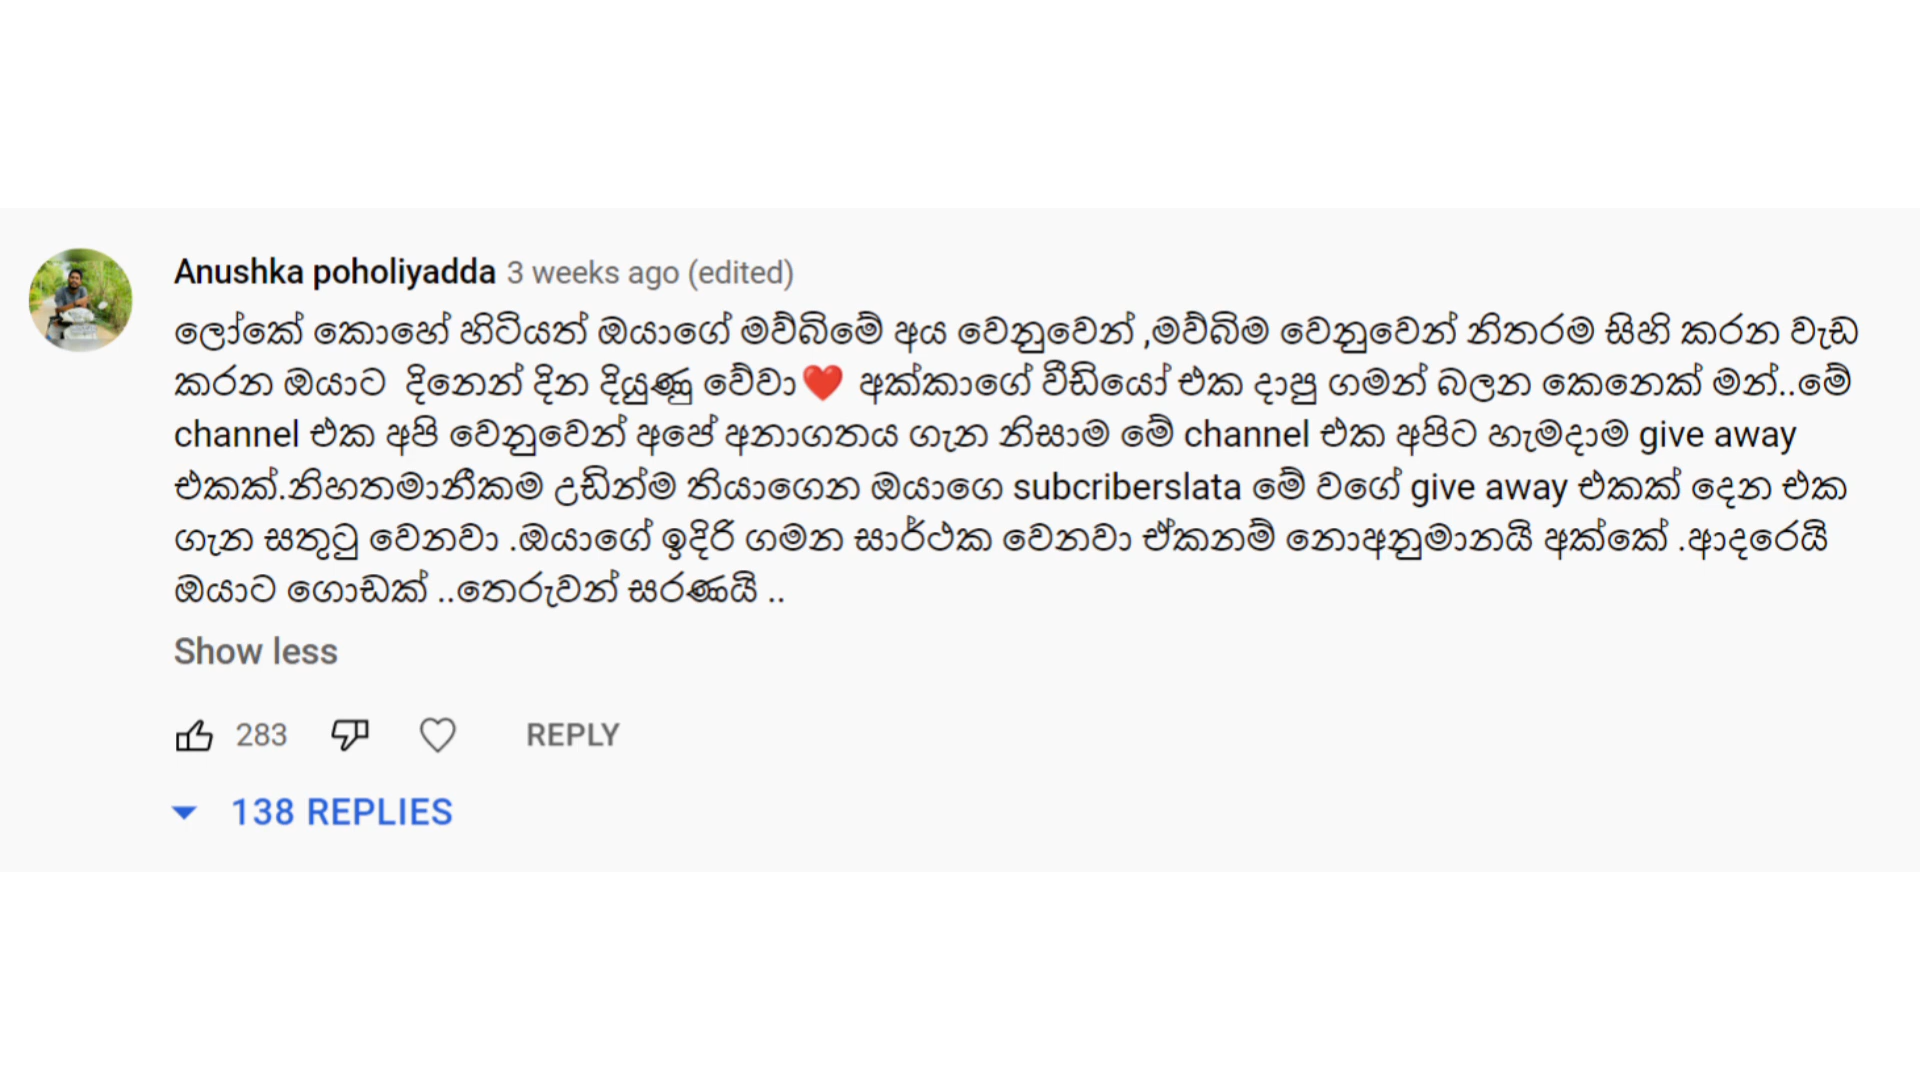 Anushka poholiyadda 3 weeks ago (edited)
ලෝකේ කොහේ හිටියත් ඔයාගේ මව්බිමේ අය වෙනුවෙන් ,මව්බිම වෙනුවෙන් නිතරම සිහි කරන වැඩ
කරන ඔයාට  දිනෙන් දින දියුණු වේවා❤️ අක්කාගේ වීඩියෝ එක දාපු ගමන් බලන කෙනෙක් මන්..මේ
channel එක අපි වෙනුවෙන් අපේ අනාගතය ගැන නිසාම මේ channel එක අපිට හැමදාම give away
එකක්.නිහතමානීකම උඩින්ම තියාගෙන ඔයාගෙ subcriberslata මේ වගේ give away එකක් දෙන එක
ගැන සතුටු වෙනවා .ඔයාගේ ඉදිරි ගමන සාර්ථක වෙනවා ඒකනම් නොඅනුමානයි අක්කේ .ආදරෙයි
ඔයාට ගොඩක් ..තෙරුවන් සරණයි ..
Show less
283 REPLY
138 REPLIES